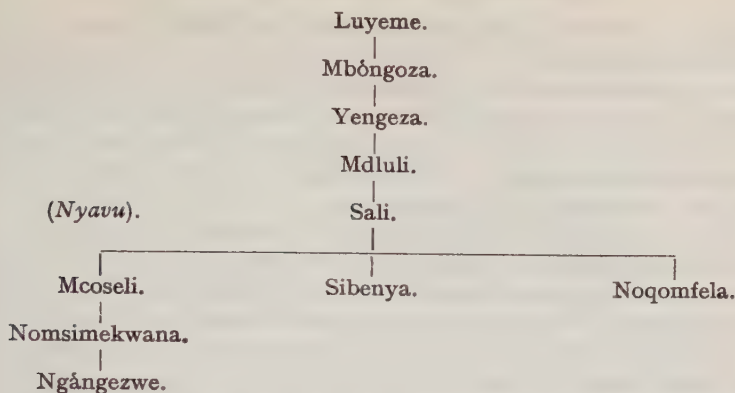 Luyeme.
Mbóngoza.
Yengeza.
Mdluli.
(Nyavu). Sali.
Mcoseli. Sibenya. Noqomfela.
Nomsimekwana.
Ngángezwe.